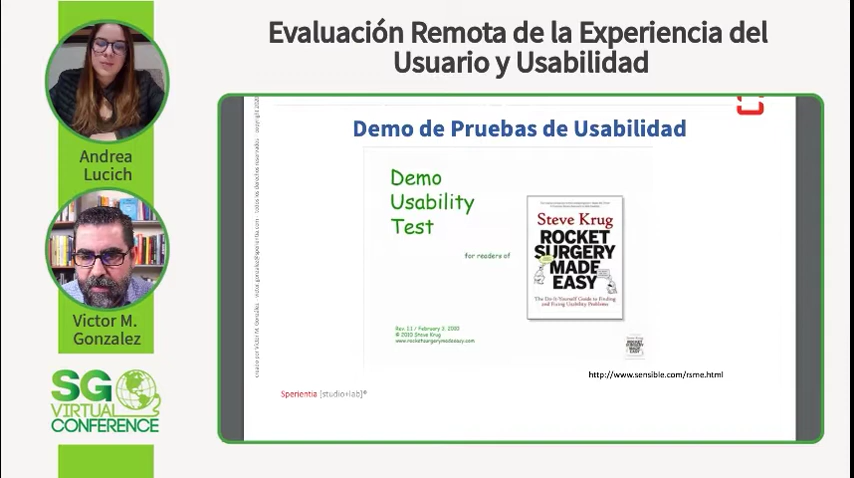 Evaluación Remota de la Experiencia del
Usuario y Usabilidad
Andrea
Lucich
Victor M.
Gonzalez
SG
VIRTUAL
CONFERENCE
Demo de Pruebas de Usabilidad
Demo
Usability
Test
for readers of
Steve Krug
ROCKET
SURGERY
MADE
EASY
The Do-It-Yourself Guide to Finding
and Fixing Usability Problems
Rev. 1.1 / February 3, 2010
© 2010 Steve Krug
www.rocketsurgerymadeeasy.com
http://www.sensible.com/rsme.html
Sperientia [studio+lab]®